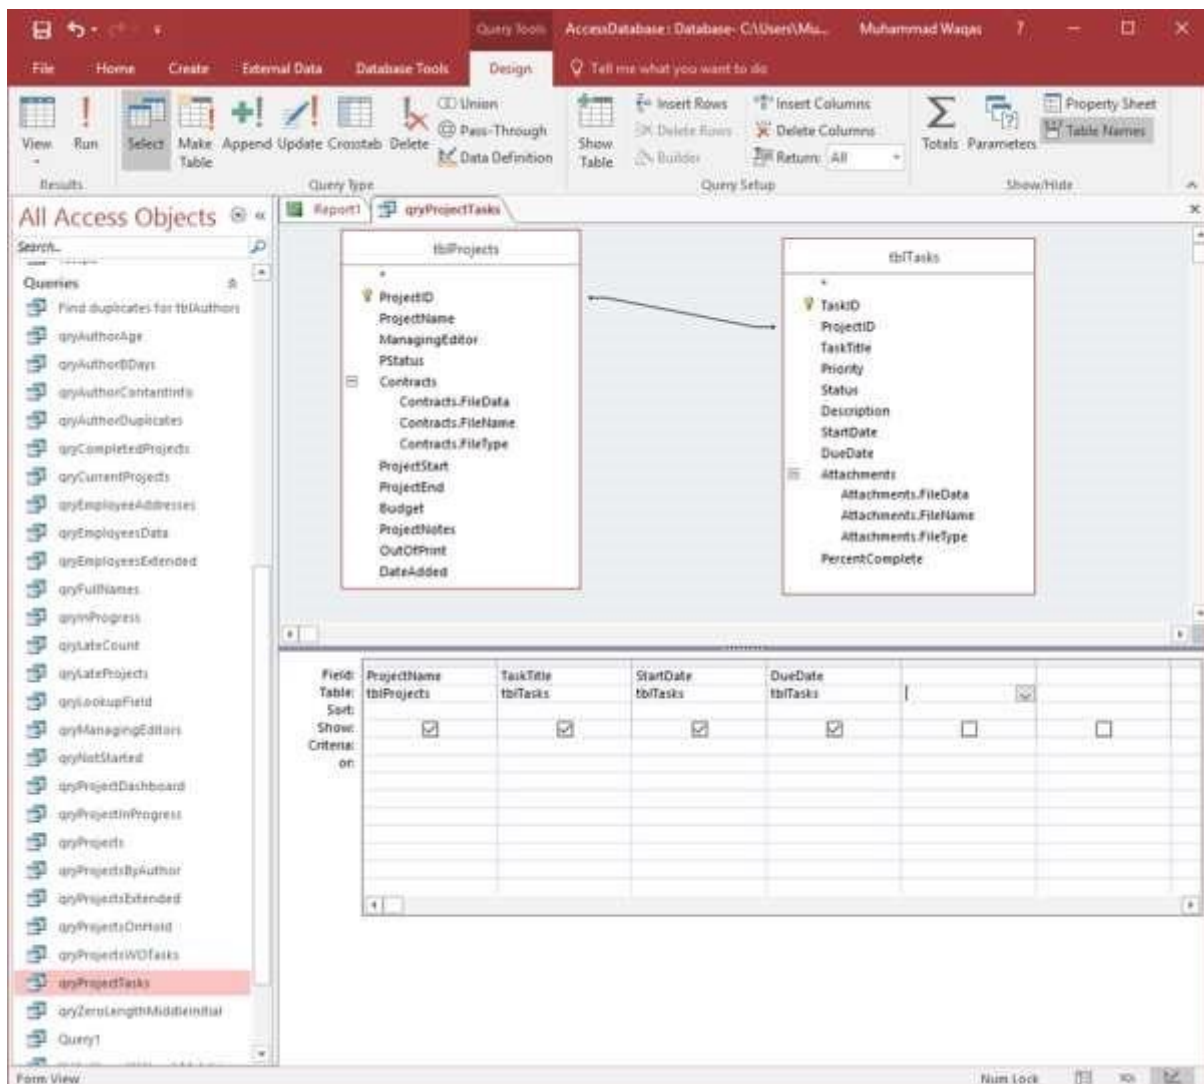 Query Tools AccessDatabase : Database- C:\Users\Mu... Muhammad Waqas ?
File Home Create External Data Database Tools Design Tell me what you want to do
View Run Select Make Table Append Update Crosstab Delete
Union
Pass-Through
Data Definition
Show Table
Insert Rows
Delete Rows
Builder
Insert Columns
Delete Columns
Return: All
Totals Parameters
Property Sheet
Table Names
Results Query Type Query Setup Show/Hide
All Access Objects
Search...
Queries
Find duplicates for tblAuthors
qryAuthorAge
qryAuthorBDays
qryAuthorContantInfo
qryAuthorDuplicates
qryCompletedProjects
qryCurrentProjects
qryEmployeeAddresses
qryEmployeesData
qryEmployeesExtended
qryFullNames
qryInProgress
qryLateCount
qryLateProjects
qryLookupField
qryManagingEditors
qryNotStarted
qryProjectDashboard
qryProjectInProgress
qryProjects
qryProjectsByAuthor
qryProjectsExtended
qryProjectsOnHold
qryProjectsWOTasks
qryProjectTasks
qryZeroLengthMiddleInitial
Query1
Report1 qryProjectTasks
tblProjects
*
ProjectID
ProjectName
ManagingEditor
PStatus
Contracts
Contracts.FileData
Contracts.FileName
Contracts.FileType
ProjectStart
ProjectEnd
Budget
ProjectNotes
OutOfPrint
DateAdded
tblTasks
*
TaskID
ProjectID
TaskTitle
Priority
Status
Description
StartDate
DueDate
Attachments
Attachments.FileData
Attachments.FileName
Attachments.FileType
PercentComplete
Field: ProjectName TaskTitle StartDate DueDate
Table: tblProjects tblTasks tblTasks tblTasks
Sort:
Show:
Criteria:
or:
Form View Num Lock